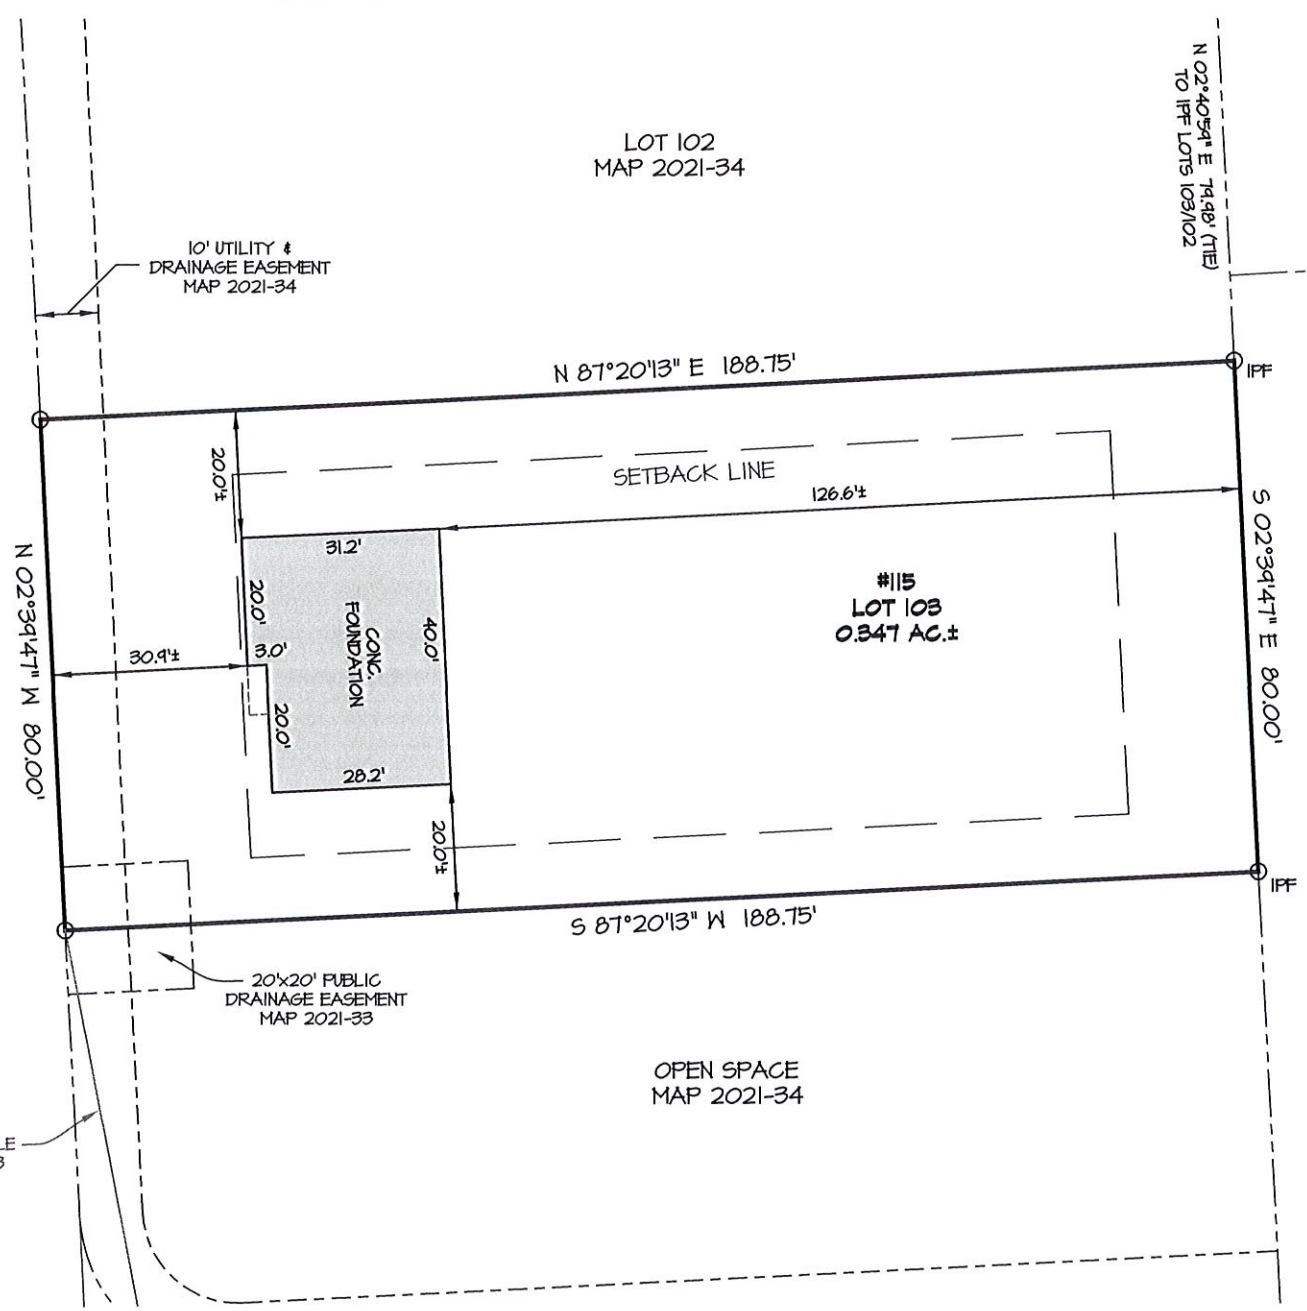 N 02°40'59" E 79.98' (TIE)
TO IPF LOTS 103/102
LOT 102
MAP 2021-34
10' UTILITY &
DRAINAGE EASEMENT
MAP 2021-34
N 87°20'13" E 188.75'
IPF
20.0'±
SETBACK LINE
126.6'±
31.2'
S 02°39'47" E 80.00'
N 02°39'47" W 80.00'
20.0'
CONC.
FOUNDATION
40.0'
#115
LOT 103
0.347 AC.±
30.9'±
3.0'
20.0'
28.2'
20.0'±
IPF
S 87°20'13" W 188.75'
20'x20' PUBLIC
DRAINAGE EASEMENT
MAP 2021-33
OPEN SPACE
MAP 2021-34
LE
3